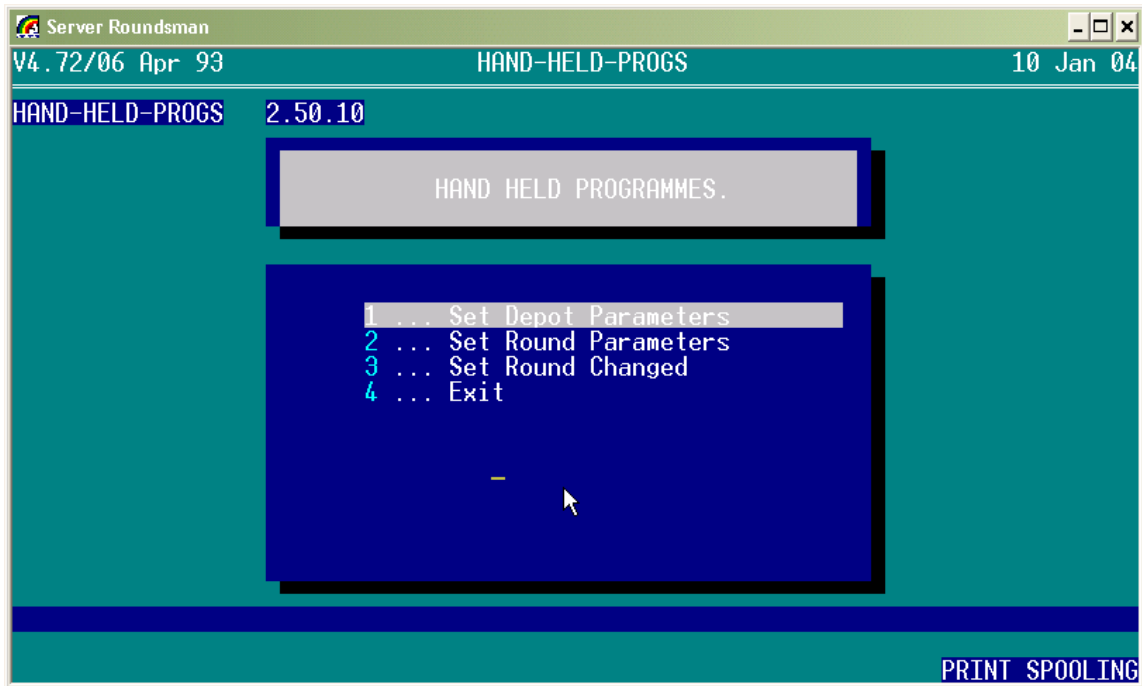 Server Roundsman
V4.72/06 Apr 93 HAND-HELD-PROGS 10 Jan 04
HAND-HELD-PROGS 2.50.10
HAND HELD PROGRAMMES.
1 ... Set Depot Parameters
2 ... Set Round Parameters
3 ... Set Round Changed
4 ... Exit
PRINT SPOOLING